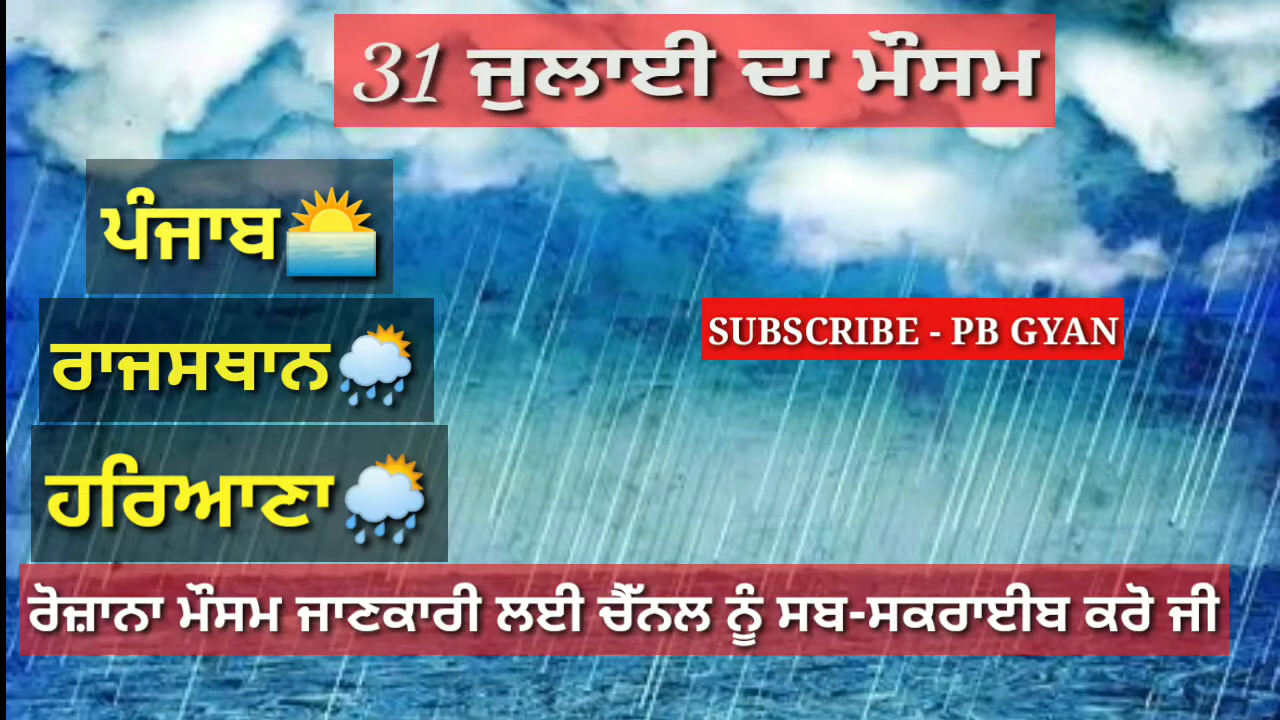 31 ਜੁਲਾਈ ਦਾ ਮੌਸਮ
ਪੰਜਾਬ
ਰਾਜਸਥਾਨ
SUBSCRIBE - PB GYAN
ਹਰਿਆਣਾ
ਰੋਜ਼ਾਨਾ ਮੌਸਮ ਜਾਣਕਾਰੀ ਲਈ ਚੈੱਨਲ ਨੂੰ ਸਬ-ਸਕਰਾਈਬ ਕਰੋ ਜੀ